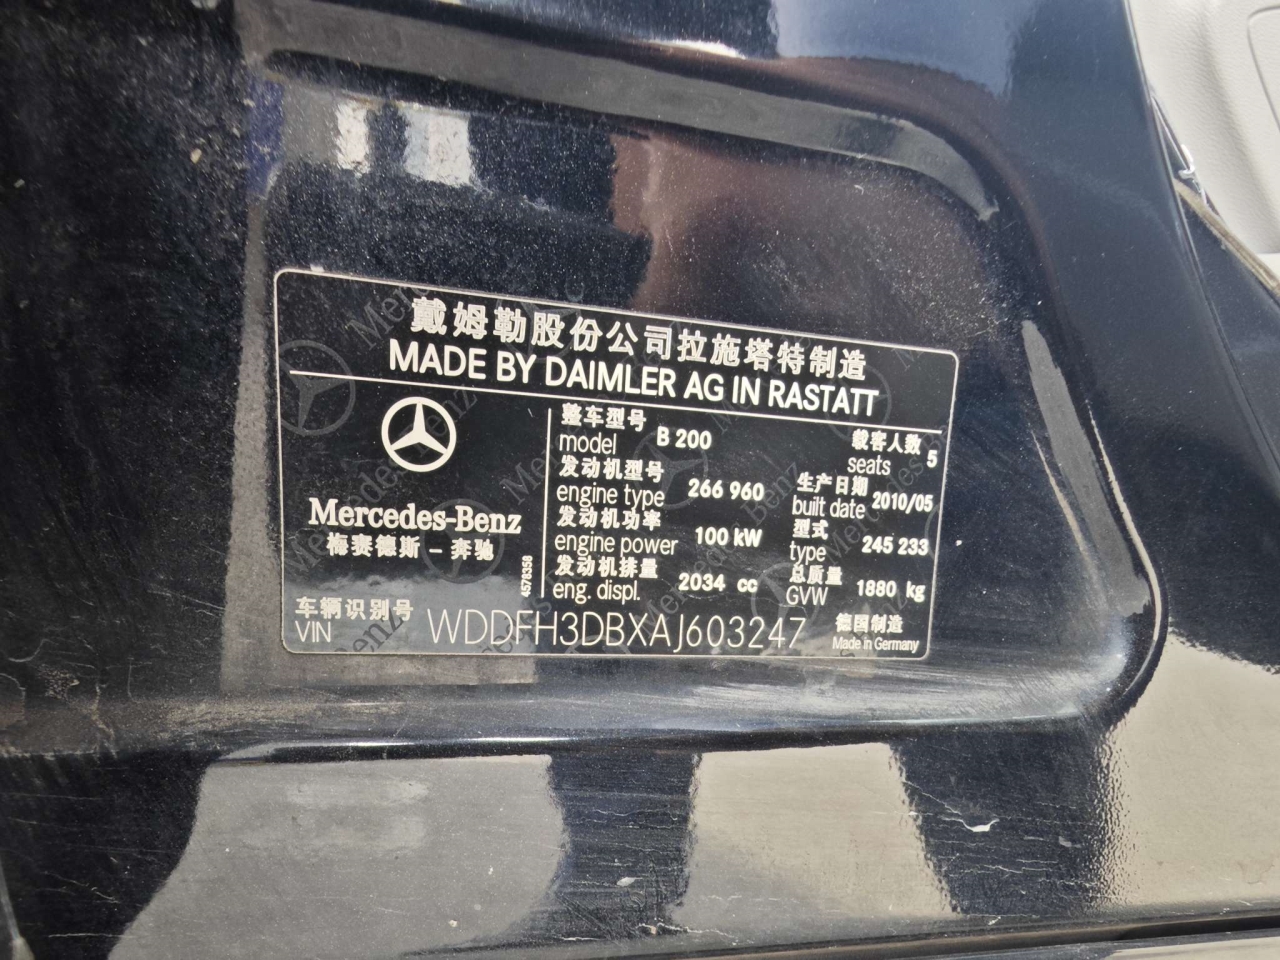 戴姆勒股份公司拉施塔特制造
MADE BY DAIMLER AG IN RASTATT
Mercedes-Benz
梅赛德斯－奔驰
4578358
整车型号
model B 200
载客人数
seats 5
发动机型号
engine type 266 960
生产日期
built date 2010/05
发动机功率
engine power 100 kW
型式
type 245 233
发动机排量
eng. displ. 2034 cc
总质量
GVW 1880 kg
车辆识别号
VIN WDDFH3DBXAJ603247
德国制造
Made in Germany